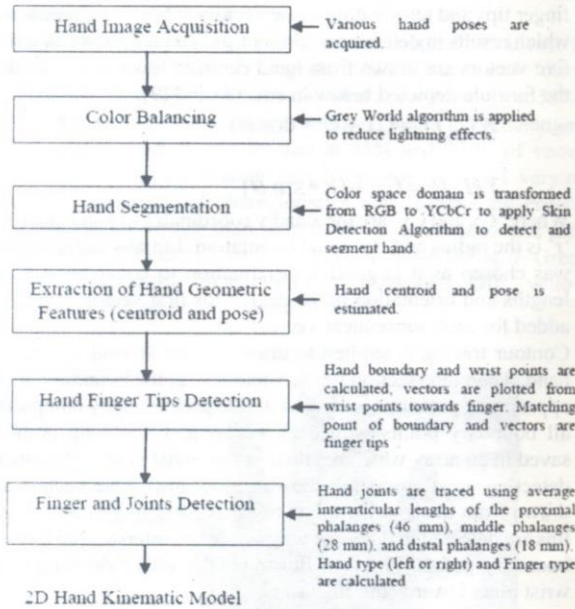 Hand Image Acquisition
Various hand poses are
acquired.
Color Balancing
Grey World algorithm is applied
to reduce lightning effects.
Hand Segmentation
Color space domain is transformed
from RGB to YCbCr to apply Skin
Detection Algorithm to detect and
segment hand.
Extraction of Hand Geometric
Features (centroid and pose)
Hand centroid and pose is
estimated.
Hand Finger Tips Detection
Hand boundary and wrist points are
calculated, vectors are plotted from
wrist points towards finger. Matching
point of boundary and vectors are
finger tips .
Finger and Joints Detection
Hand joints are traced using average
interarticular lengths of the proximal
phalanges (46 mm), middle phalanges
(28 mm), and distal phalanges (18 mm).
Hand type (left or right) and Finger type
are calculated
2D Hand Kinematic Model